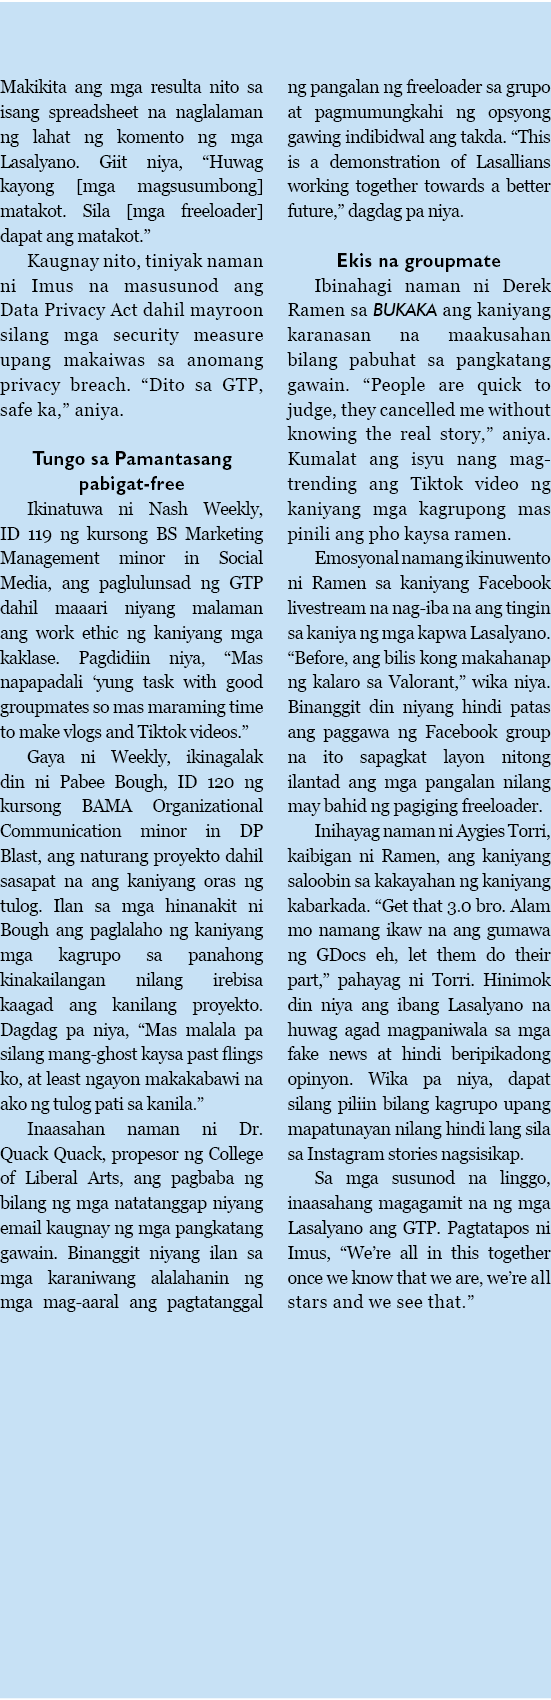 Makikita ang mga resulta nito sa
isang spreadsheet na naglalaman
ng lahat ng komento ng mga
Lasalyano. Giit niya, “Huwag
kayong [mga magsusumbong]
matakot. Sila [mga freeloader]
dapat ang matakot.”
Kaugnay nito, tiniyak naman
ni Imus na masusunod ang
Data Privacy Act dahil mayroon
silang mga security measure
upang makaiwas sa anomang
privacy breach. “Dito sa GTP,
safe ka,” aniya.
Tungo sa Pamantasang
pabigat-free
Ikinatuwa ni Nash Weekly,
ID 119 ng kursong BS Marketing
Management minor in Social
Media, ang paglulunsad ng GTP
dahil maaari niyang malaman
ang work ethic ng kaniyang mga
kaklase. Pagdidiin niya, “Mas
napapadali ‘yung task with good
groupmates so mas maraming time
to make vlogs and Tiktok videos.”
Gaya ni Weekly, ikinagalak
din ni Pabee Bough, ID 120 ng
kursong BAMA Organizational
Communication minor in DP
Blast, ang naturang proyekto dahil
sasapat na ang kaniyang oras ng
tulog. Ilan sa mga hinanakit ni
Bough ang paglalaho ng kaniyang
mga kagrupo sa panahong
kinakailangan nilang irebisa
kaagad ang kanilang proyekto.
Dagdag pa niya, “Mas malala pa
silang mang-ghost kaysa past flings
ko, at least ngayon makakabawi na
ako ng tulog pati sa kanila.”
Inaasahan naman ni Dr.
Quack Quack, propesor ng College
of Liberal Arts, ang pagbaba ng
bilang ng mga natatanggap niyang
email kaugnay ng mga pangkatang
gawain. Binanggit niyang ilan sa
mga karaniwang alalahanin ng
mga mag-aaral ang pagtatanggal
ng pangalan ng freeloader sa grupo
at pagmumungkahi ng opsyong
gawing indibidwal ang takda. “This
is a demonstration of Lasallians
working together towards a better
future,” dagdag pa niya.
Ekis na groupmate
Ibinahagi naman ni Derek
Ramen sa BUKAKA ang kaniyang
karanasan na maakusahan
bilang pabuhat sa pangkatang
gawain. “People are quick to
judge, they cancelled me without
knowing the real story,” aniya.
Kumalat ang isyu nang mag-
trending ang Tiktok video ng
kaniyang mga kagrupong mas
pinili ang pho kaysa ramen.
Emosyonal namang ikinuwento
ni Ramen sa kaniyang Facebook
livestream na nag-iba na ang tingin
sa kaniya ng mga kapwa Lasalyano.
“Before, ang bilis kong makahanap
ng kalaro sa Valorant,” wika niya.
Binanggit din niyang hindi patas
ang paggawa ng Facebook group
na ito sapagkat layon nitong
ilantad ang mga pangalan nilang
may bahid ng pagiging freeloader.
Inihayag naman ni Aygies Torri,
kaibigan ni Ramen, ang kaniyang
saloobin sa kakayahan ng kaniyang
kabarkada. “Get that 3.0 bro. Alam
mo namang ikaw na ang gumawa
ng GDocs eh, let them do their
part,” pahayag ni Torri. Hinimok
din niya ang ibang Lasalyano na
huwag agad magpaniwala sa mga
fake news at hindi beripikadong
opinyon. Wika pa niya, dapat
silang piliin bilang kagrupo upang
mapatunayan nilang hindi lang sila
sa Instagram stories nagsisikap.
Sa mga susunod na linggo,
inaasahang magagamit na ng mga
Lasalyano ang GTP. Pagtatapos ni
Imus, “We’re all in this together
once we know that we are, we’re all
stars and we see that.”